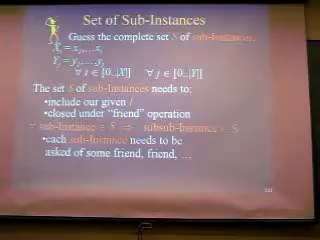 Set of Sub-Instances
Guess the complete set S of sub-Instances.
Xᵢ = x₁,…xᵢ
Yⱼ = y₁,…yⱼ
∀ i ∈ [0..|X|] ∀ j ∈ [0..|Y|]
The set S of sub-Instances needs to:
•include our given I
•closed under "friend" operation
∀ sub-Instance ∈ S ⇒ subsub-Instance ∈ S
•each subInstance needs to be
asked of some friend, friend, …